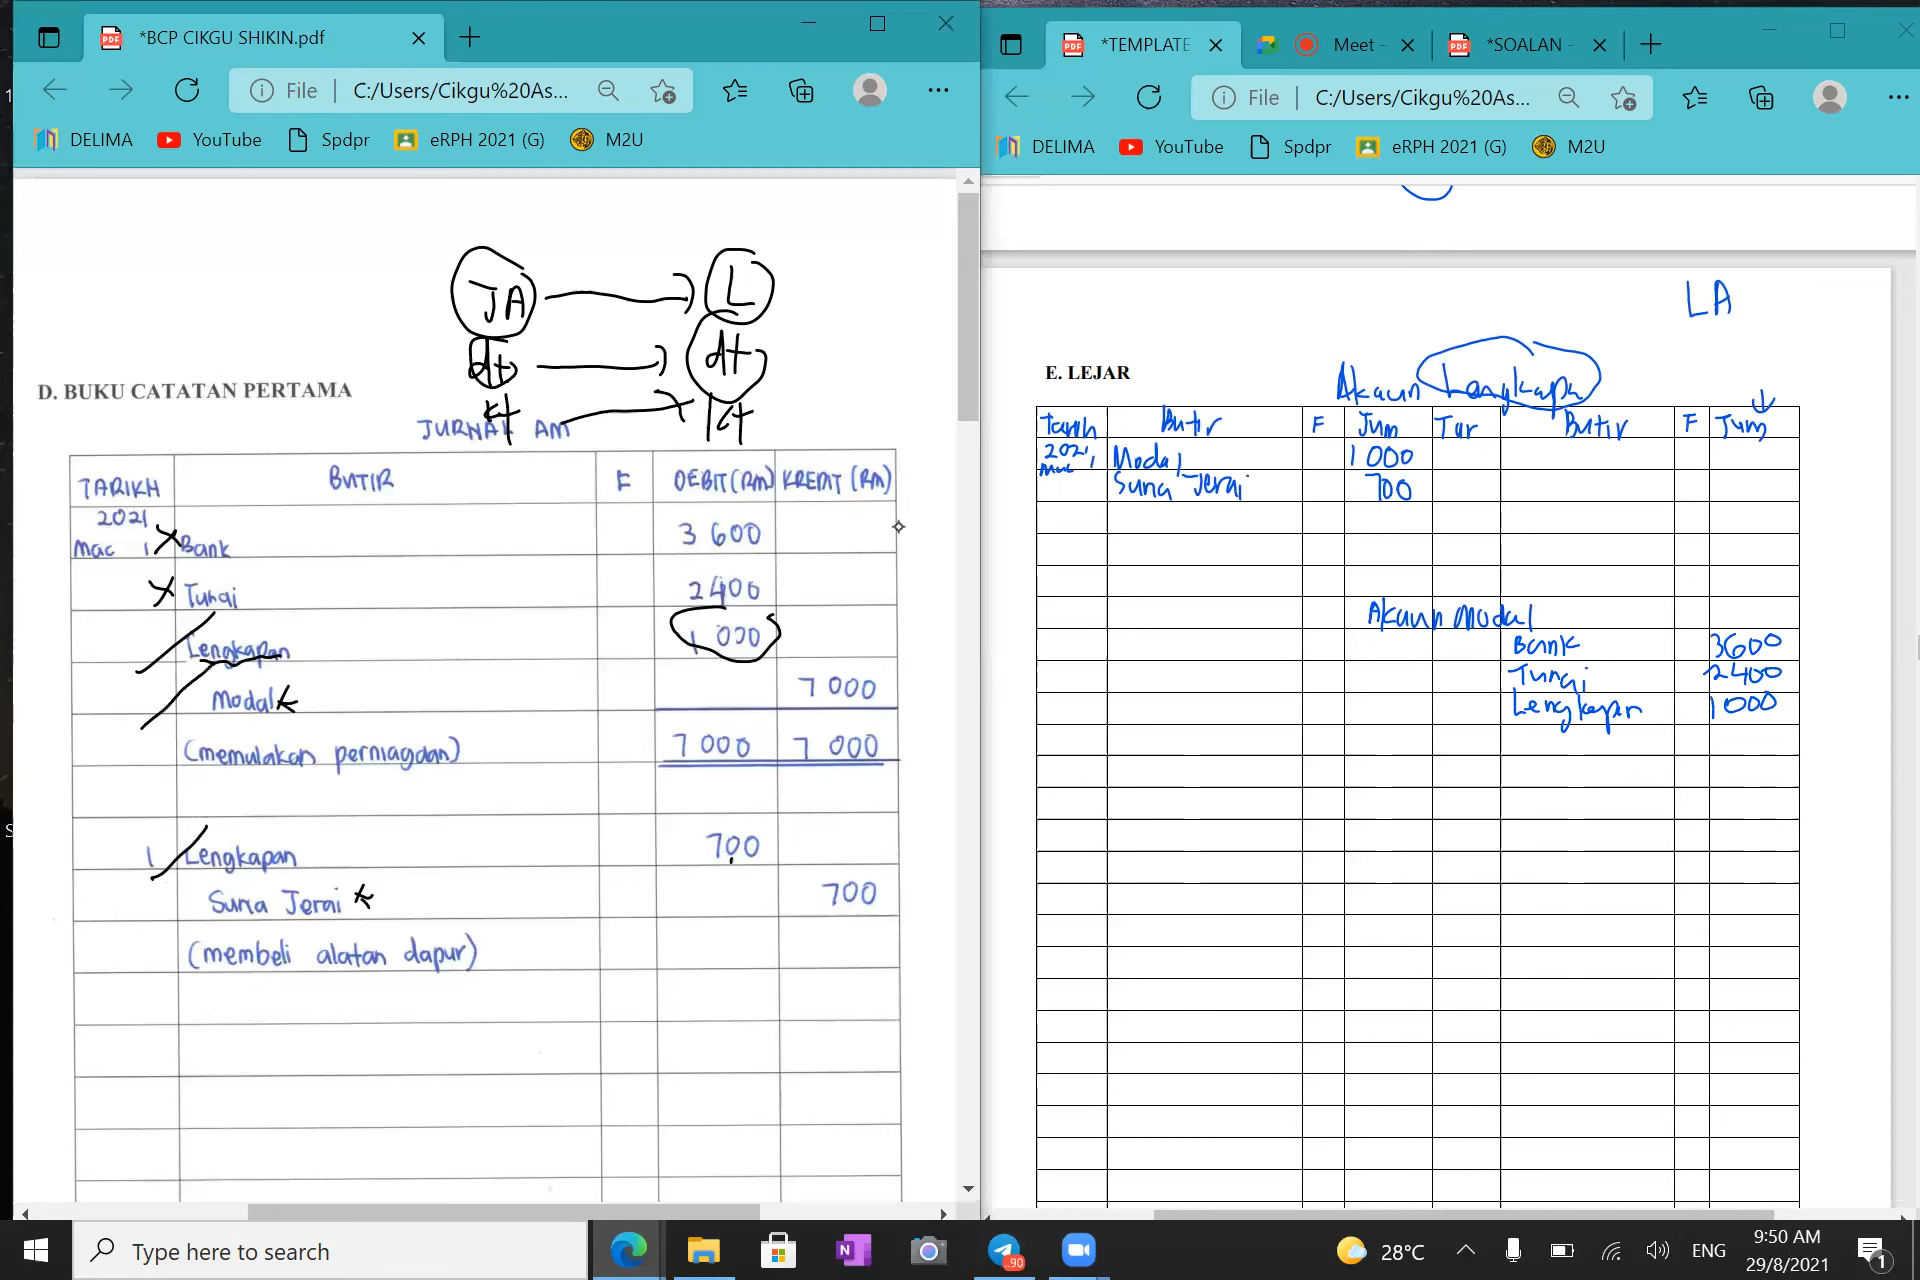 *BCP CIKGU SHIKIN.pdf
File C:/Users/Cikgu%20As...
DELIMA YouTube Spdpr eRPH 2021 (G) M2U
JA L
dt dt
kt kt
D. BUKU CATATAN PERTAMA
JURNAL AM
TARIKH BUTIR F DEBIT(RM) KREDIT (RM)
2021
Mac 1 Bank 3 600
Tunai 2400
Lengkapan 1 000
Modal 7 000
(memulakan perniagaan) 7 000 7 000
1 Lengkapan 700
Suria Jerai 700
(membeli alatan dapur)
*TEMPLATE Meet - *SOALAN -
File C:/Users/Cikgu%20As...
DELIMA YouTube Spdpr eRPH 2021 (G) M2U
LA
E. LEJAR
Akaun Lengkapan
Tarikh Butir F Jum Tar Butir F Jum
2021
Mac 1 Modal 1 000
Suria Jerai 700
Akaun Modal
Bank 3600
Tunai 2400
Lengkapan 1000
Type here to search
N
.90
28°C
ENG
9:50 AM
29/8/2021
1